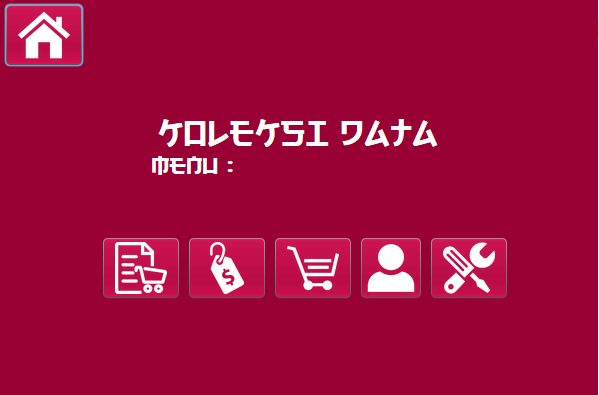 KOLEKSI DATA
MENU :
$